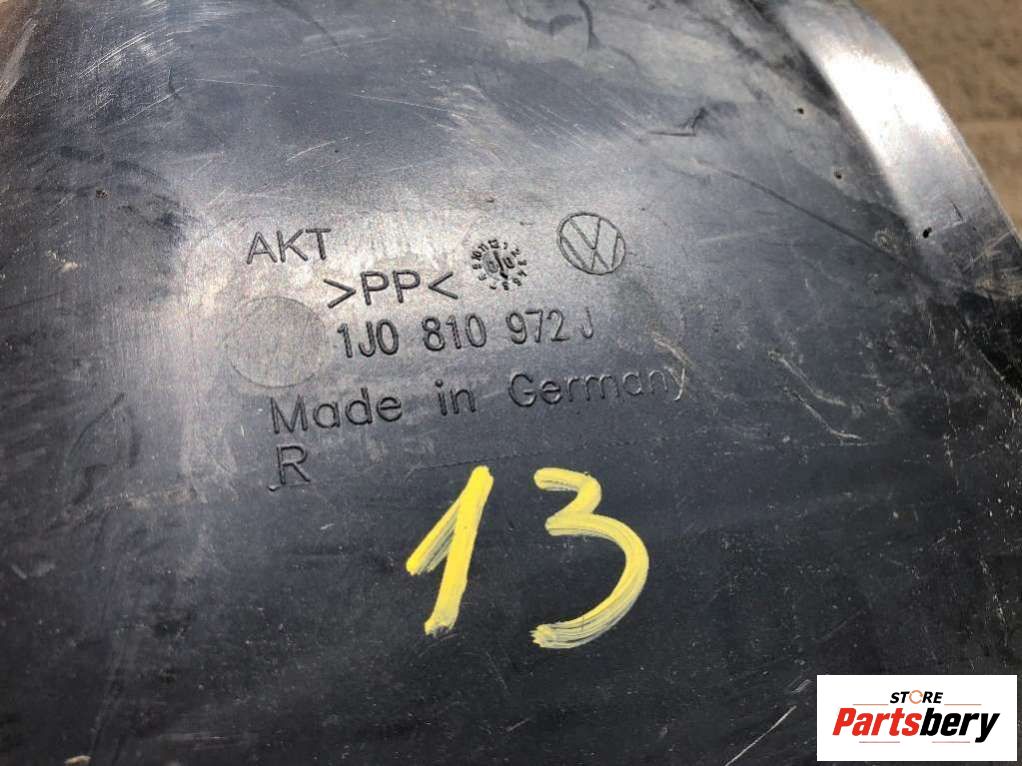 AKT
>PP<
1J0 810 972 J
Made in Germany
R
13
STORE
Partsbery